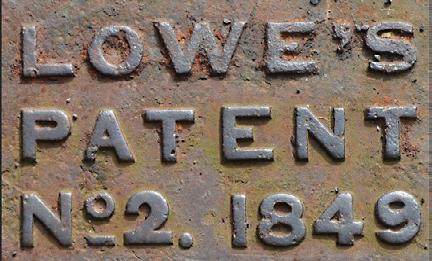 LOWE'S
PATENT
Nº2. 1849